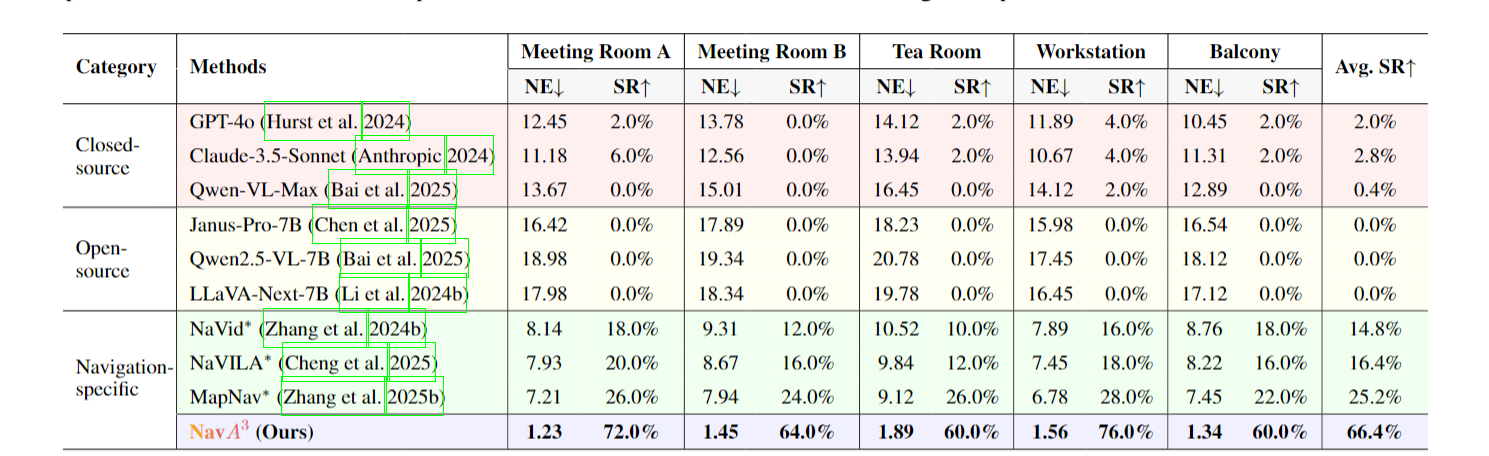 Category Methods Meeting Room A Meeting Room B Tea Room Workstation Balcony Avg. SR↑
NE↓ SR↑ NE↓ SR↑ NE↓ SR↑ NE↓ SR↑ NE↓ SR↑
Closed-source
GPT-4o (Hurst et al. 2024) 12.45 2.0% 13.78 0.0% 14.12 2.0% 11.89 4.0% 10.45 2.0% 2.0%
Claude-3.5-Sonnet (Anthropic 2024) 11.18 6.0% 12.56 0.0% 13.94 2.0% 10.67 4.0% 11.31 2.0% 2.8%
Qwen-VL-Max (Bai et al. 2025) 13.67 0.0% 15.01 0.0% 16.45 0.0% 14.12 2.0% 12.89 0.0% 0.4%
Open-source
Janus-Pro-7B (Chen et al. 2025) 16.42 0.0% 17.89 0.0% 18.23 0.0% 15.98 0.0% 16.54 0.0% 0.0%
Qwen2.5-VL-7B (Bai et al. 2025) 18.98 0.0% 19.34 0.0% 20.78 0.0% 17.45 0.0% 18.12 0.0% 0.0%
LLaVA-Next-7B (Li et al. 2024b) 17.98 0.0% 18.34 0.0% 19.78 0.0% 16.45 0.0% 17.12 0.0% 0.0%
Navigation-specific
NaVid* (Zhang et al. 2024b) 8.14 18.0% 9.31 12.0% 10.52 10.0% 7.89 16.0% 8.76 18.0% 14.8%
NaVILA* (Cheng et al. 2025) 7.93 20.0% 8.67 16.0% 9.84 12.0% 7.45 18.0% 8.22 16.0% 16.4%
MapNav* (Zhang et al. 2025b) 7.21 26.0% 7.94 24.0% 9.12 26.0% 6.78 28.0% 7.45 22.0% 25.2%
NavA³ (Ours) 1.23 72.0% 1.45 64.0% 1.89 60.0% 1.56 76.0% 1.34 60.0% 66.4%